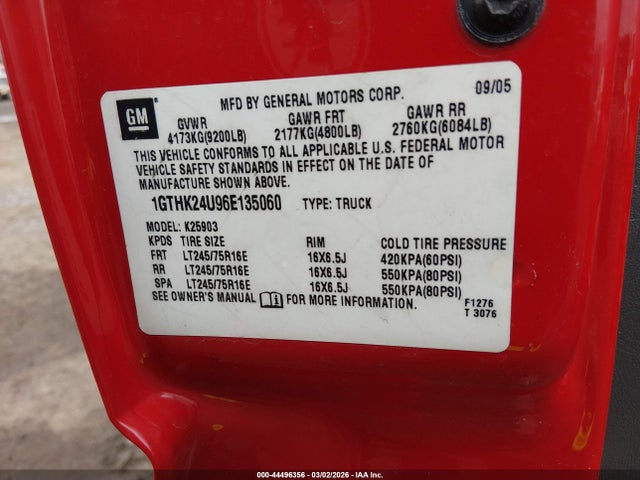 GM
MFD BY GENERAL MOTORS CORP. 09/05
GVWR GAWR FRT GAWR RR
4173KG(9200LB) 2177KG(4800LB) 2760KG(6084LB)
THIS VEHICLE CONFORMS TO ALL APPLICABLE U.S. FEDERAL MOTOR
VEHICLE SAFETY STANDARDS IN EFFECT ON THE DATE OF
MANUFACTURE SHOWN ABOVE.
1GTHK24U96E135060 TYPE: TRUCK
MODEL: K25903
KPDS TIRE SIZE RIM COLD TIRE PRESSURE
FRT LT245/75R16E 16X6.5J 420KPA(60PSI)
RR LT245/75R16E 16X6.5J 550KPA(80PSI)
SPA LT245/75R16E 16X6.5J 550KPA(80PSI)
SEE OWNER'S MANUAL FOR MORE INFORMATION. F1276
T 3076
000-44496356 - 03/02/2026 - IAA Inc.